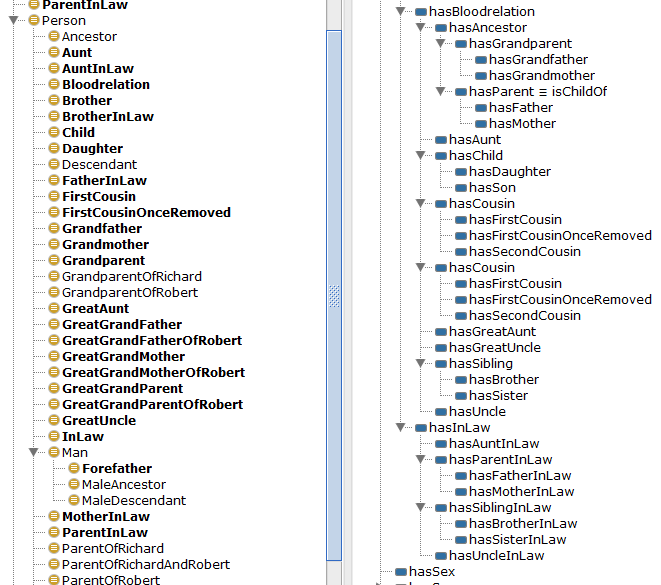 ParentInLaw
Person
Ancestor
Aunt
AuntInLaw
Bloodrelation
Brother
BrotherInLaw
Child
Daughter
Descendant
FatherInLaw
FirstCousin
FirstCousinOnceRemoved
Grandfather
Grandmother
Grandparent
GrandparentOfRichard
GrandparentOfRobert
GreatAunt
GreatGrandFather
GreatGrandFatherOfRobert
GreatGrandMother
GreatGrandMotherOfRobert
GreatGrandParent
GreatGrandParentOfRobert
GreatUncle
InLaw
Man
Forefather
MaleAncestor
MaleDescendant
MotherInLaw
ParentInLaw
ParentOfRichard
ParentOfRichardAndRobert
ParentOfRobert
hasBloodrelation
hasAncestor
hasGrandparent
hasGrandfather
hasGrandmother
hasParent ≡ isChildOf
hasFather
hasMother
hasAunt
hasChild
hasDaughter
hasSon
hasCousin
hasFirstCousin
hasFirstCousinOnceRemoved
hasSecondCousin
hasCousin
hasFirstCousin
hasFirstCousinOnceRemoved
hasSecondCousin
hasGreatAunt
hasGreatUncle
hasSibling
hasBrother
hasSister
hasUncle
hasInLaw
hasAuntInLaw
hasParentInLaw
hasFatherInLaw
hasMotherInLaw
hasSiblingInLaw
hasBrotherInLaw
hasSisterInLaw
hasUncleInLaw
hasSex